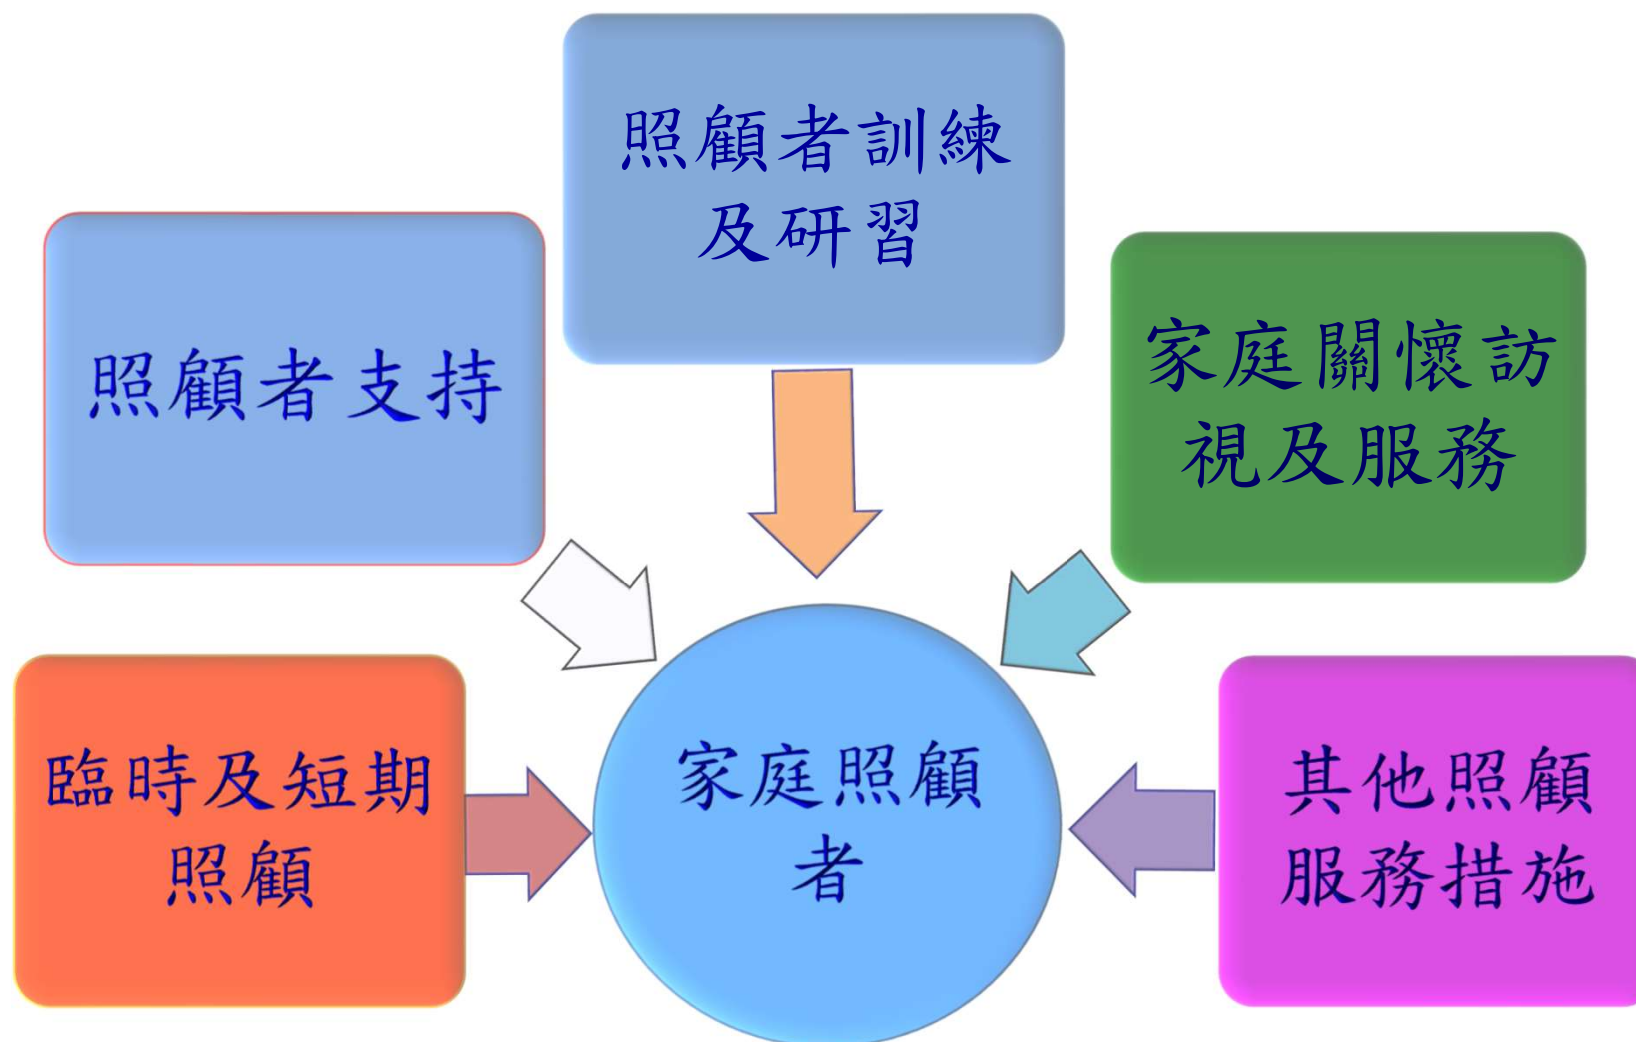 照顧者訓練
及研習
照顧者支持
家庭關懷訪
視及服務
臨時及短期
照顧
家庭照顧
者
其他照顧
服務措施